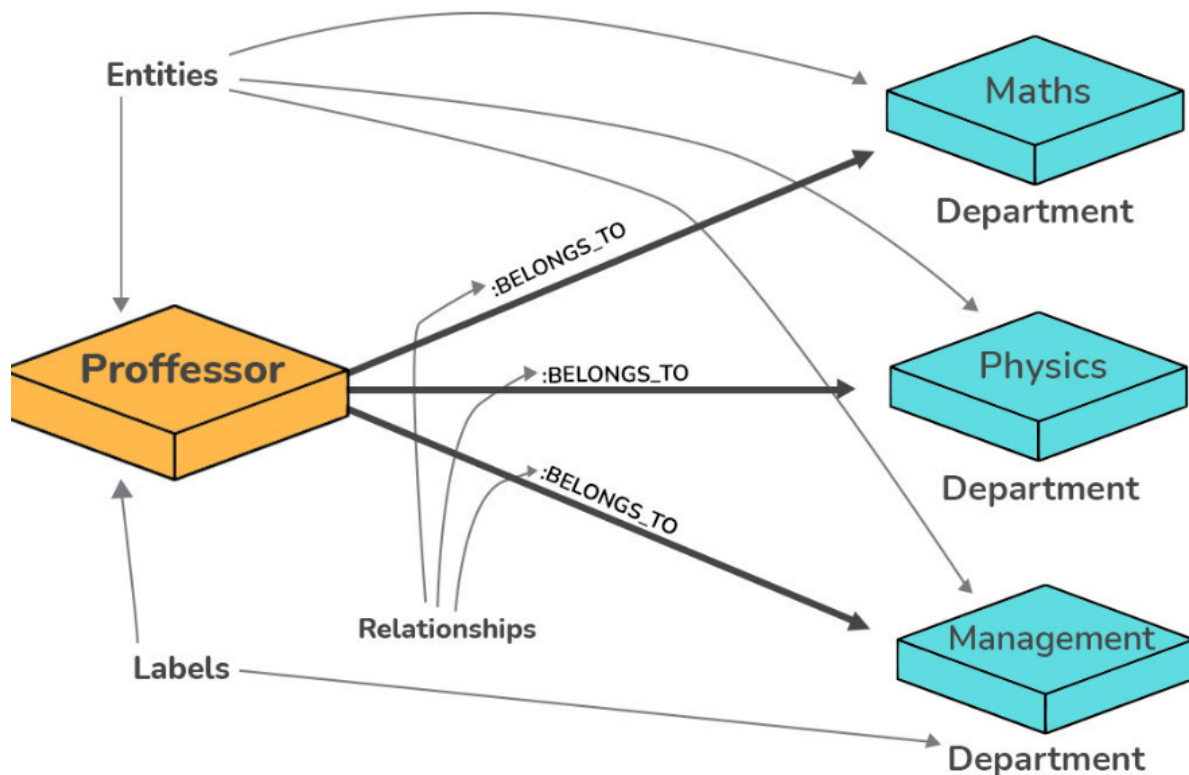 Entities
Maths
Department
:BELONGS_TO
Proffessor
:BELONGS_TO
Physics
Department
:BELONGS_TO
Relationships
Management
Labels
Department